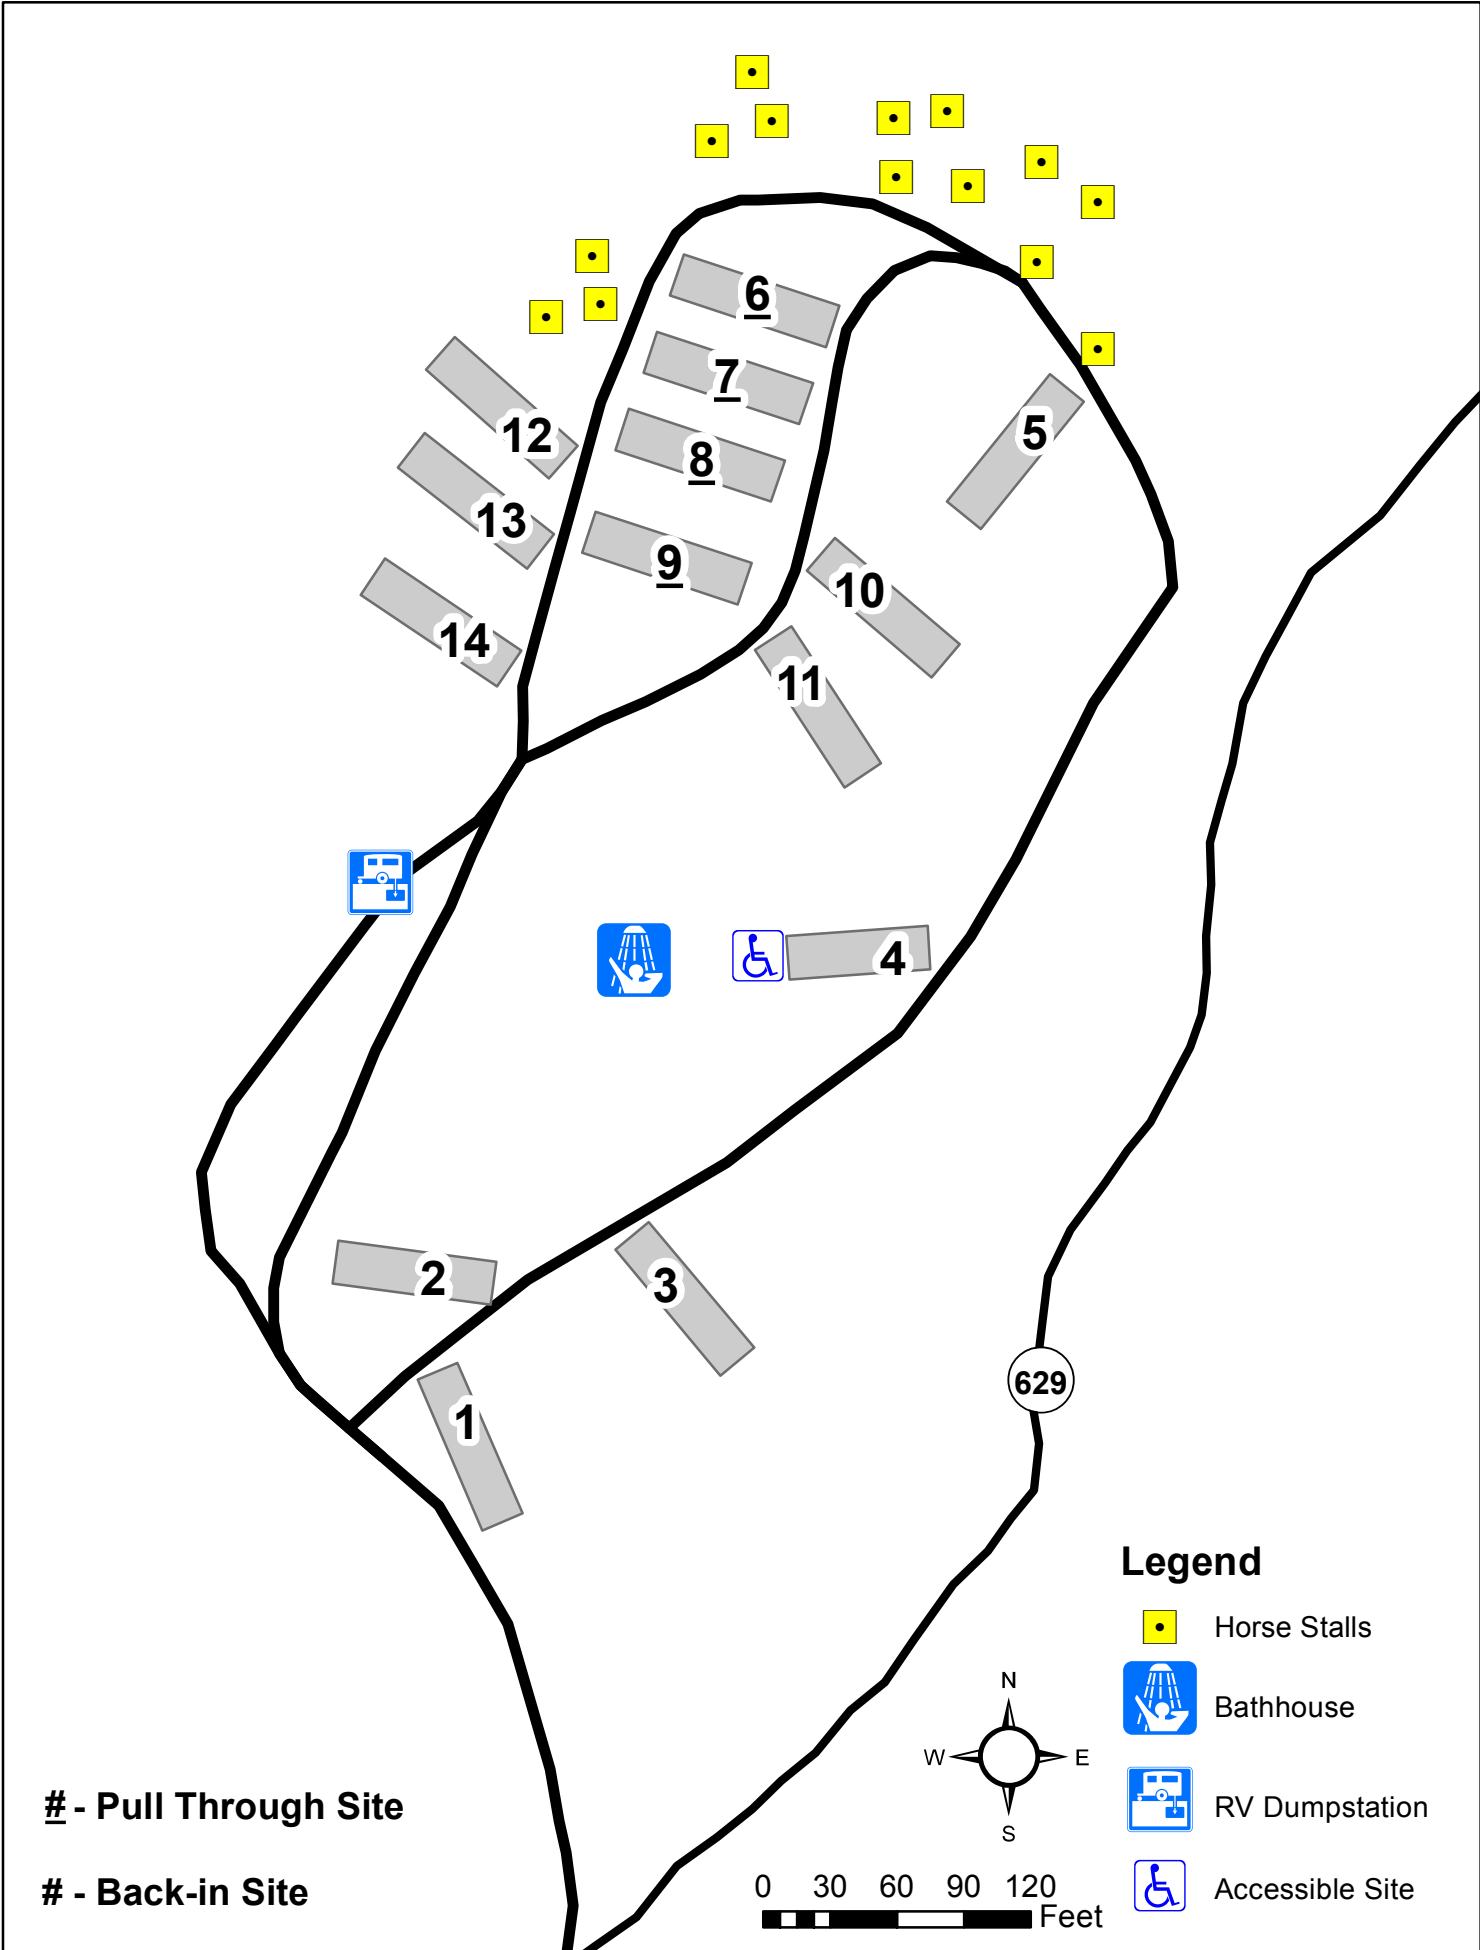 6
7
5
12
8
13
9
10
14
11
4
2
3
629
1
Legend
Horse Stalls
N
Bathhouse
W E
# - Pull Through Site
RV Dumpstation
S
# - Back-in Site
0 30 60 90 120
Accessible Site
Feet